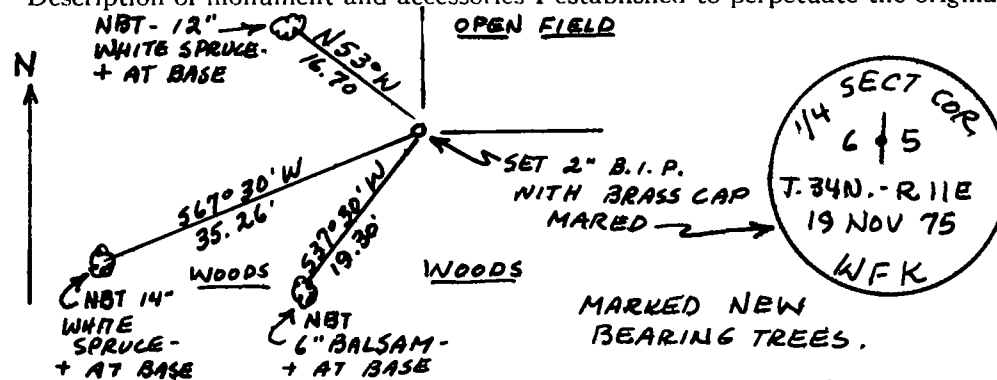 Description of monument and accessories I established to perpetuate the origina
NBT- 12"
WHITE SPRUCE-
+ AT BASE
N53°W
16.70
OPEN FIELD
N
S67°30'W
35.26'
S37°30'W
19.30'
SET 2" B.I.P.
NITH BRASS CAP
MARED
1/4 SECT COR.
6 5
T.34N.-R 11E
19 NOV 75
WFK
NBT 14"
WHITE
SPRUCE-
+ AT BASE
WOODS
NBT
6" BALSAM-
+ AT BASE
WOODS
MARKED NEW
BEARING TREES.